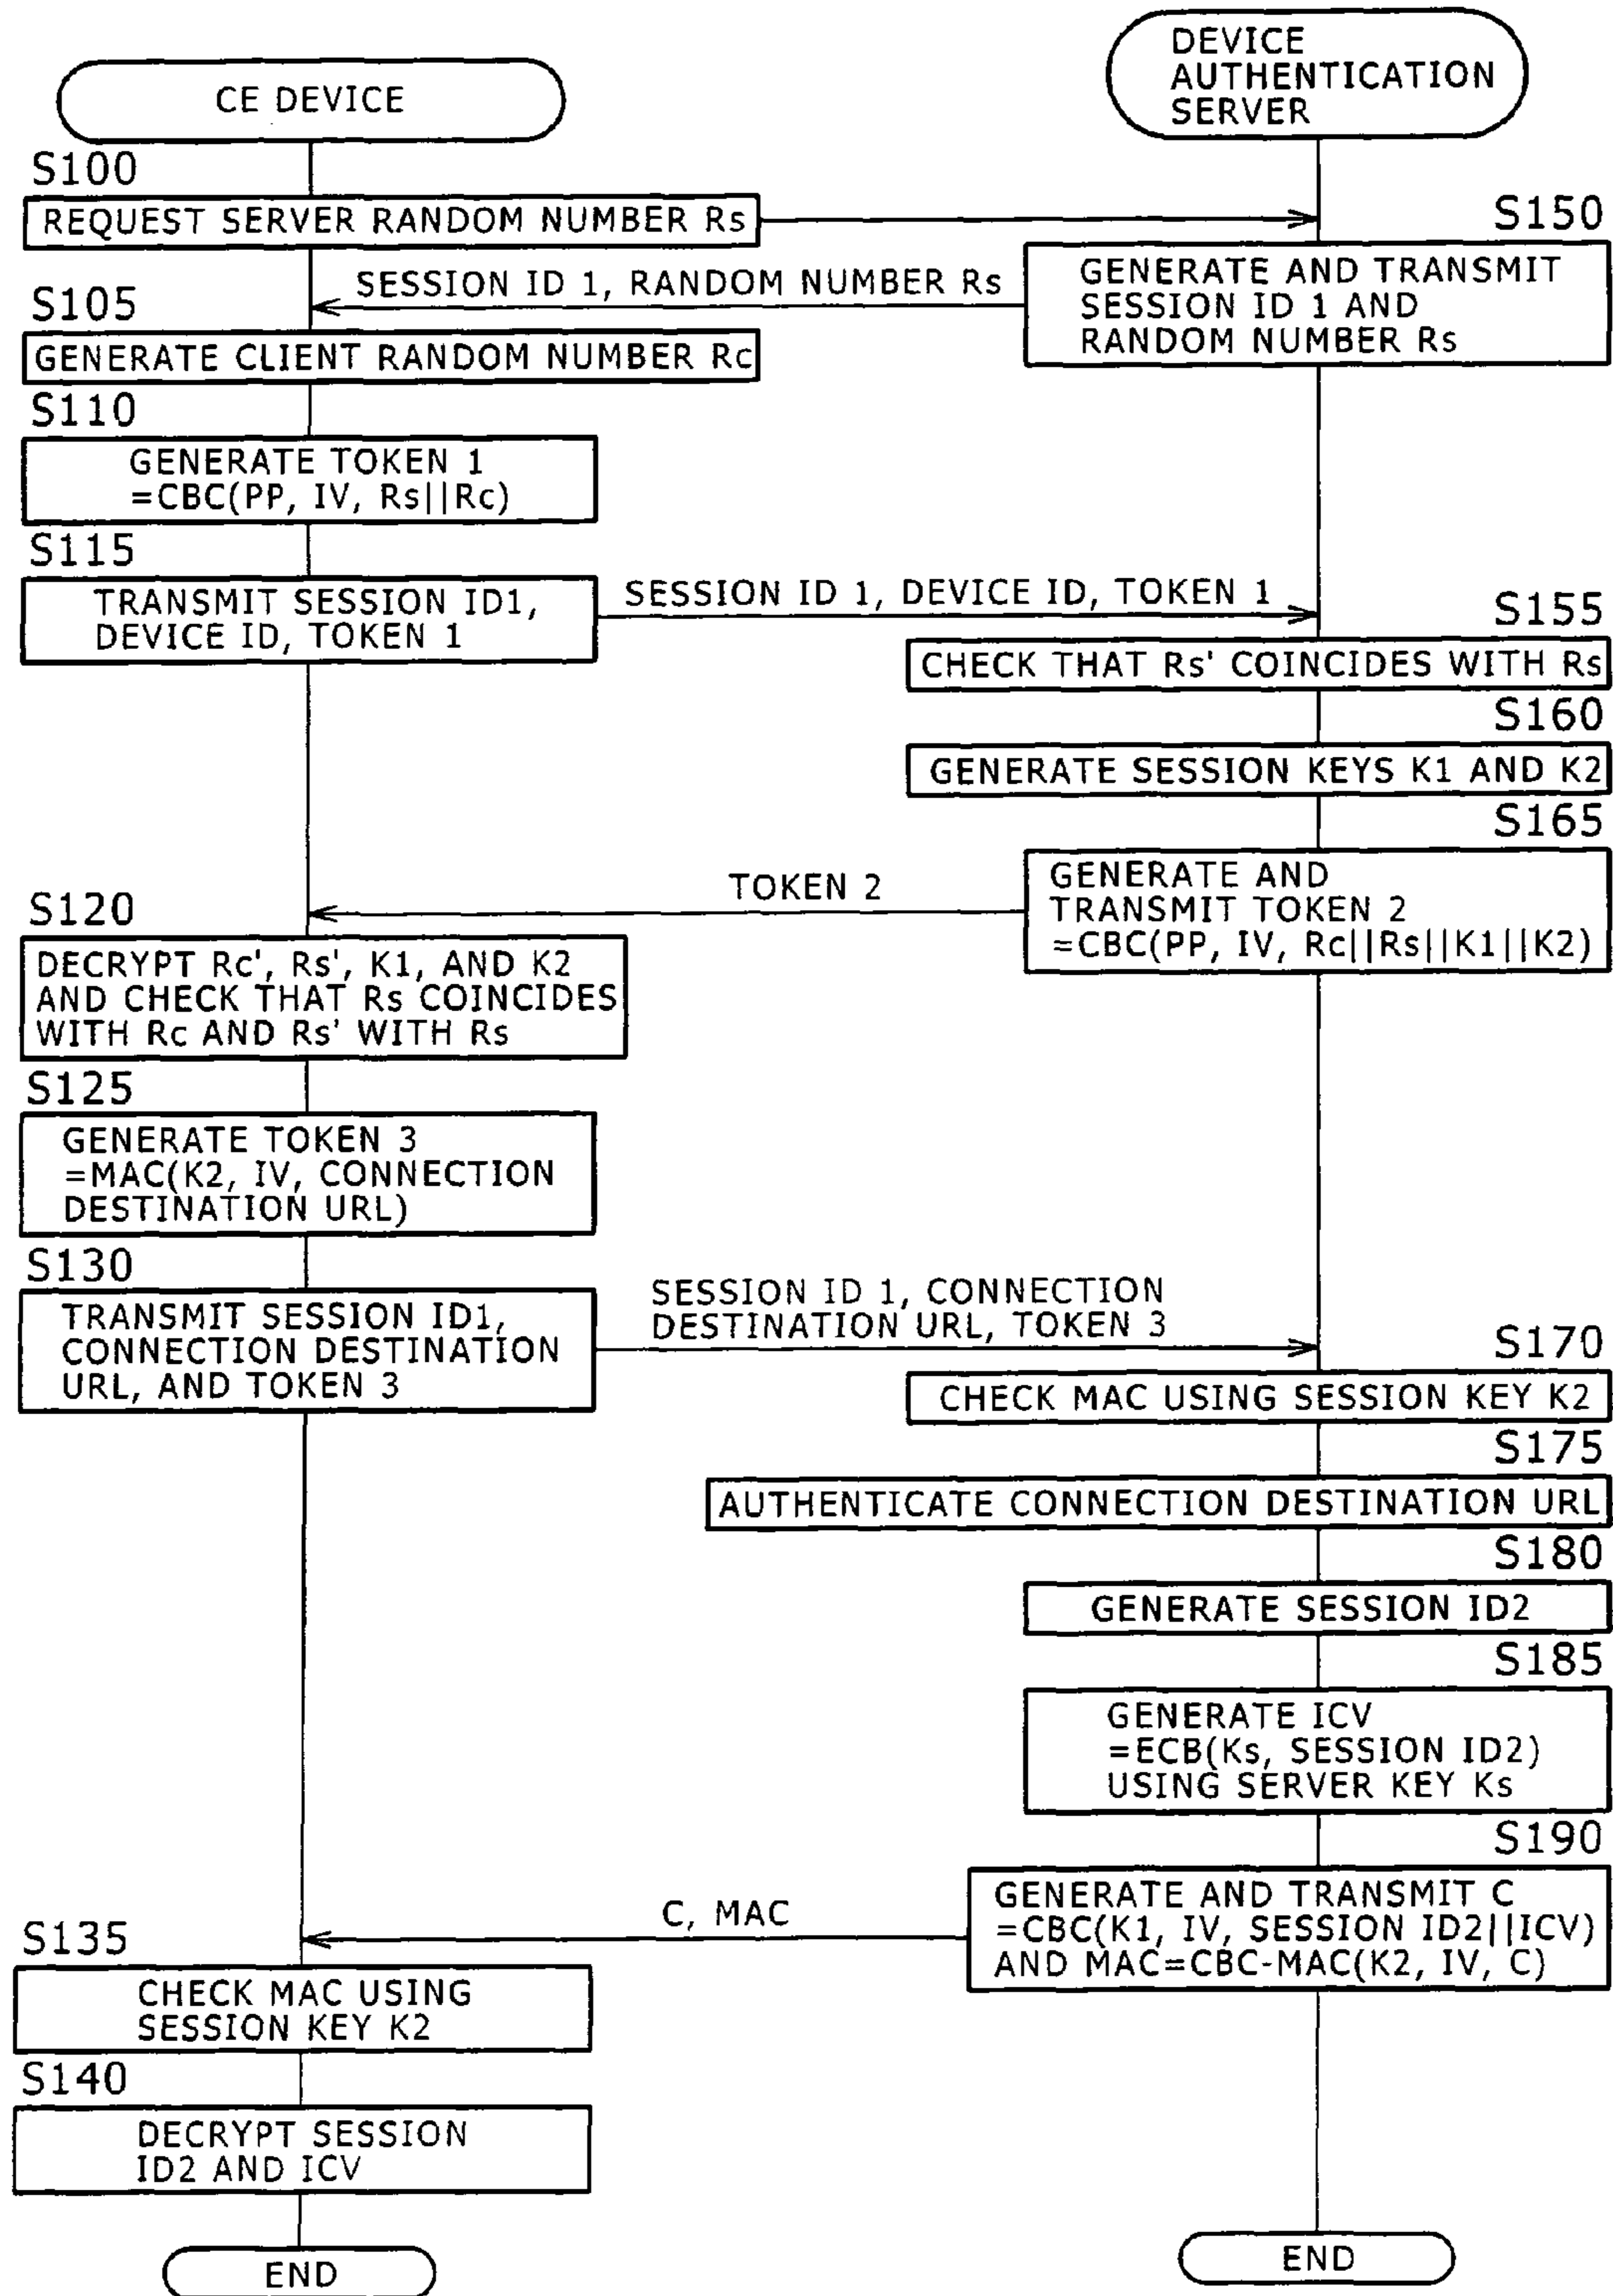 CE DEVICE
DEVICE
AUTHENTICATION
SERVER
S100
REQUEST SERVER RANDOM NUMBER Rs
S150
GENERATE AND TRANSMIT
SESSION ID 1 AND
RANDOM NUMBER Rs
SESSION ID 1, RANDOM NUMBER Rs
S105
GENERATE CLIENT RANDOM NUMBER Rc
S110
GENERATE TOKEN 1
=CBC(PP, IV, Rs||Rc)
S115
TRANSMIT SESSION ID1,
DEVICE ID, TOKEN 1
SESSION ID 1, DEVICE ID, TOKEN 1
S155
CHECK THAT Rs' COINCIDES WITH Rs
S160
GENERATE SESSION KEYS K1 AND K2
S165
GENERATE AND
TRANSMIT TOKEN 2
=CBC(PP, IV, Rc||Rs||K1||K2)
TOKEN 2
S120
DECRYPT Rc', Rs', K1, AND K2
AND CHECK THAT Rs COINCIDES
WITH Rc AND Rs' WITH Rs
S125
GENERATE TOKEN 3
=MAC(K2, IV, CONNECTION
DESTINATION URL)
S130
TRANSMIT SESSION ID1,
CONNECTION DESTINATION
URL, AND TOKEN 3
SESSION ID 1, CONNECTION
DESTINATION URL, TOKEN 3
S170
CHECK MAC USING SESSION KEY K2
S175
AUTHENTICATE CONNECTION DESTINATION URL
S180
GENERATE SESSION ID2
S185
GENERATE ICV
=ECB(Ks, SESSION ID2)
USING SERVER KEY Ks
S190
GENERATE AND TRANSMIT C
=CBC(K1, IV, SESSION ID2||ICV)
AND MAC=CBC-MAC(K2, IV, C)
C, MAC
S135
CHECK MAC USING
SESSION KEY K2
S140
DECRYPT SESSION
ID2 AND ICV
END
END